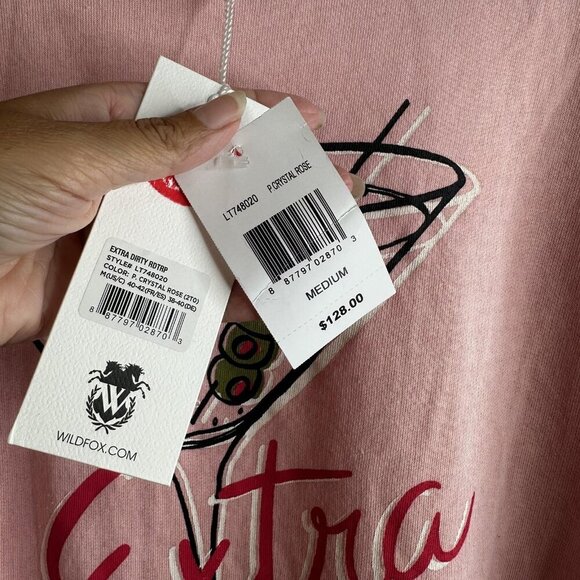 LT748020 P.CRYSTAL ROSE
8 87797 02870 3
MEDIUM
$128.00
EXTRA DIRTY RDTRP
STYLE# LT748020
COLOR: P. CRYSTAL ROSE (2T0)
M(US/C) 40-42(FR/ES) 38-40(DE)
8 87797 02870 3
W
WILDFOX.COM
Extra